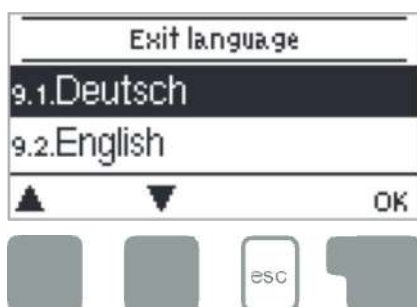 Exit language
9.1.Deutsch
9.2.English
▲ ▼ OK
esc